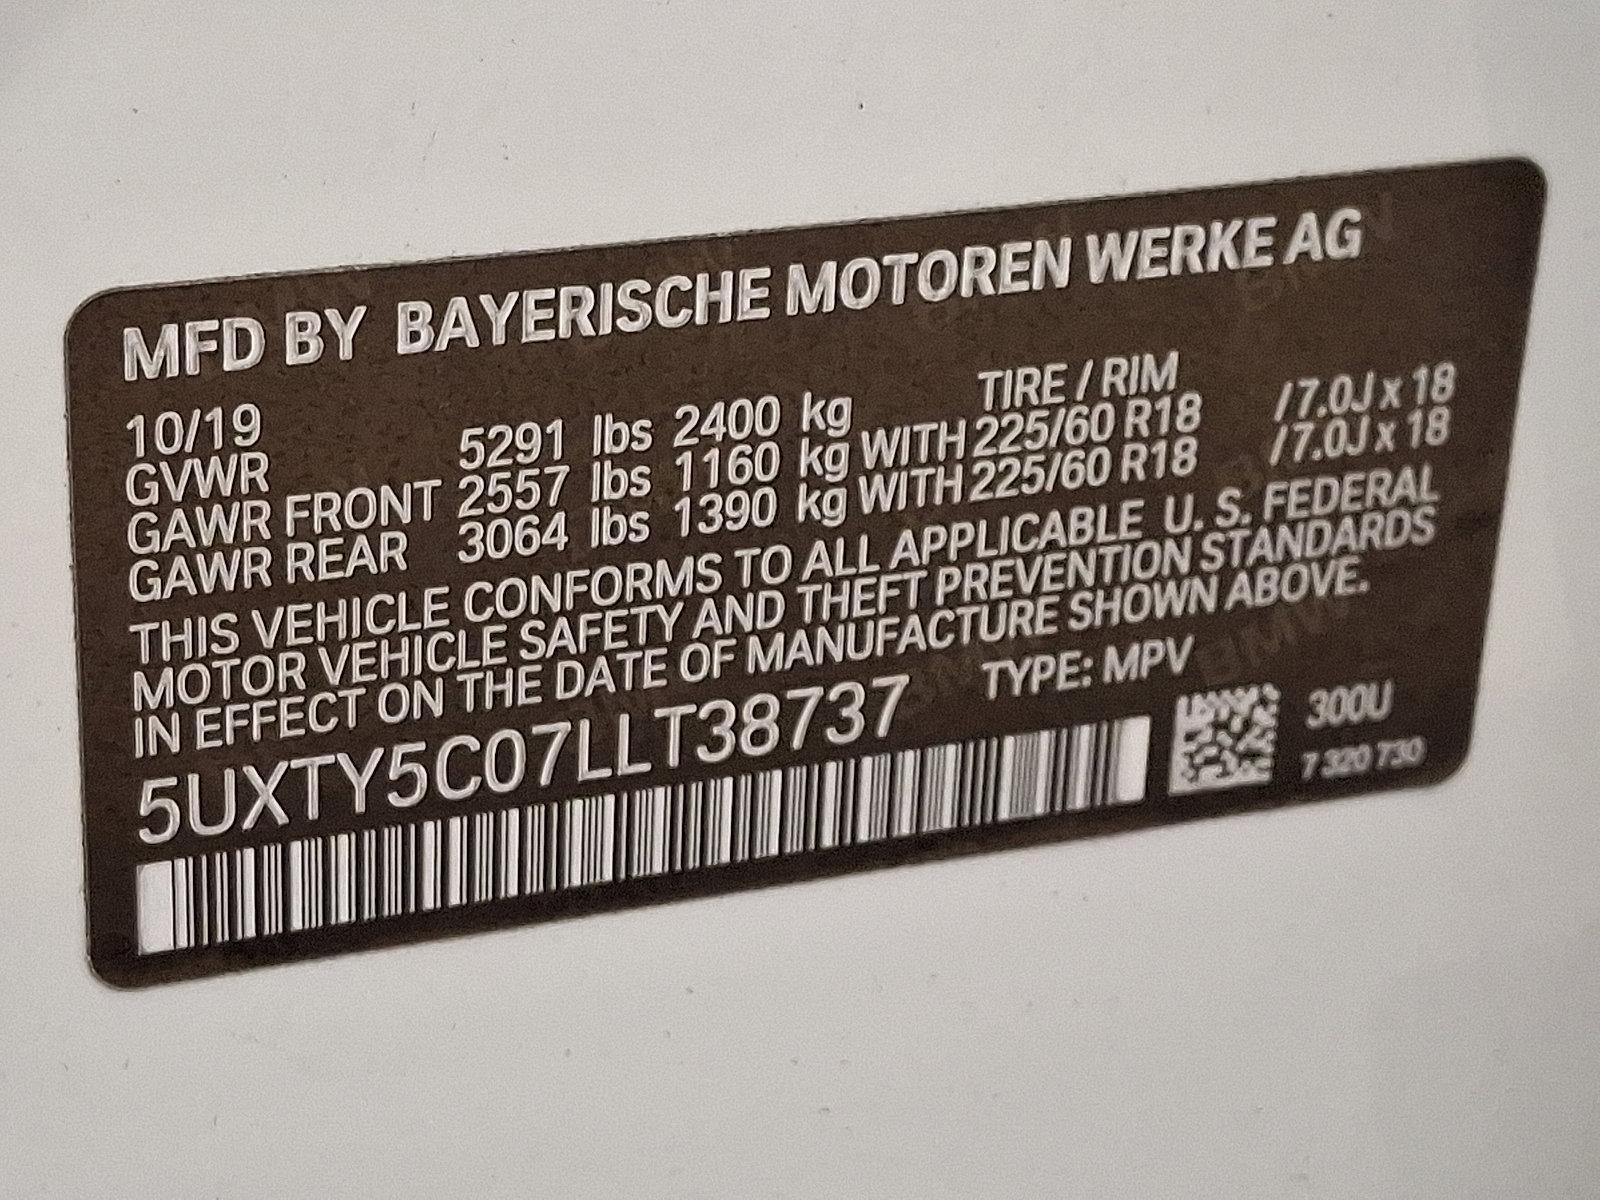 MFD BY BAYERISCHE MOTOREN WERKE AG
10/19 TIRE / RIM
GVWR 5291 lbs 2400 kg
GAWR FRONT 2557 lbs 1160 kg WITH 225/60 R18 /7.0J x 18
GAWR REAR 3064 lbs 1390 kg WITH 225/60 R18 /7.0J x 18
THIS VEHICLE CONFORMS TO ALL APPLICABLE U. S. FEDERAL
MOTOR VEHICLE SAFETY AND THEFT PREVENTION STANDARDS
IN EFFECT ON THE DATE OF MANUFACTURE SHOWN ABOVE.
5UXTY5C07LLT38737 TYPE: MPV
300U
7 320 730